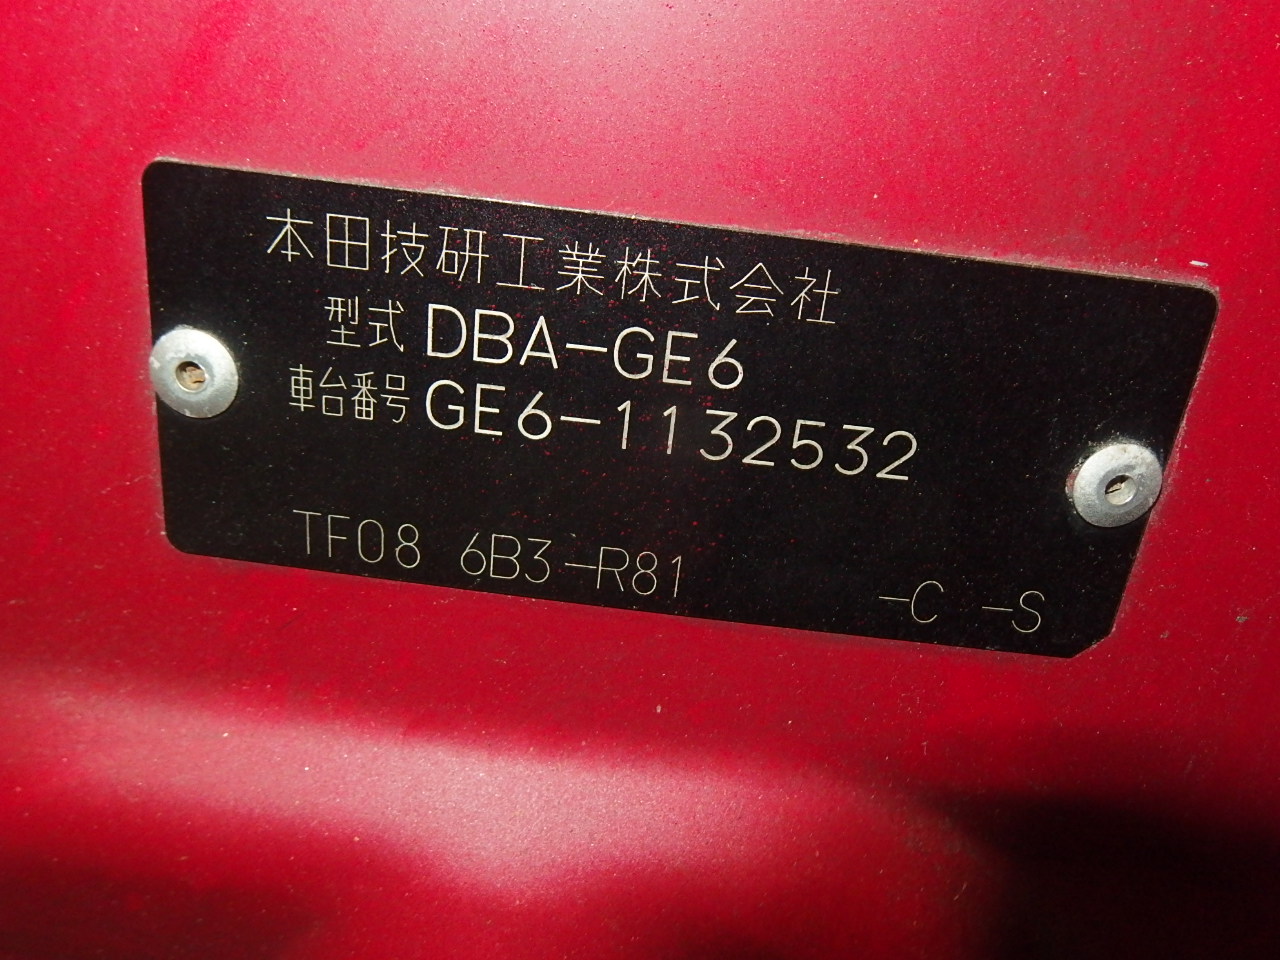 本田技研工業株式会社
型式 DBA-GE6
車台番号 GE6-1132532
TF08 6B3-R81 -C -S